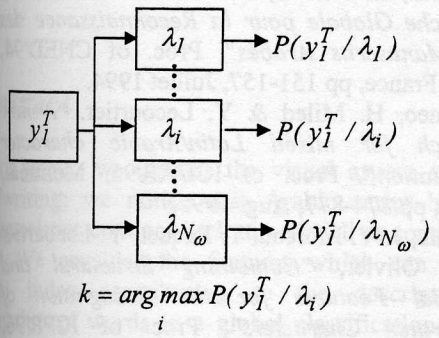 λ_1 P(y_1^T / λ_1)
y_1^T λ_i P(y_1^T / λ_i)
λ_{N_ω} P(y_1^T / λ_{N_ω})
k = arg max P(y_1^T / λ_i)
i